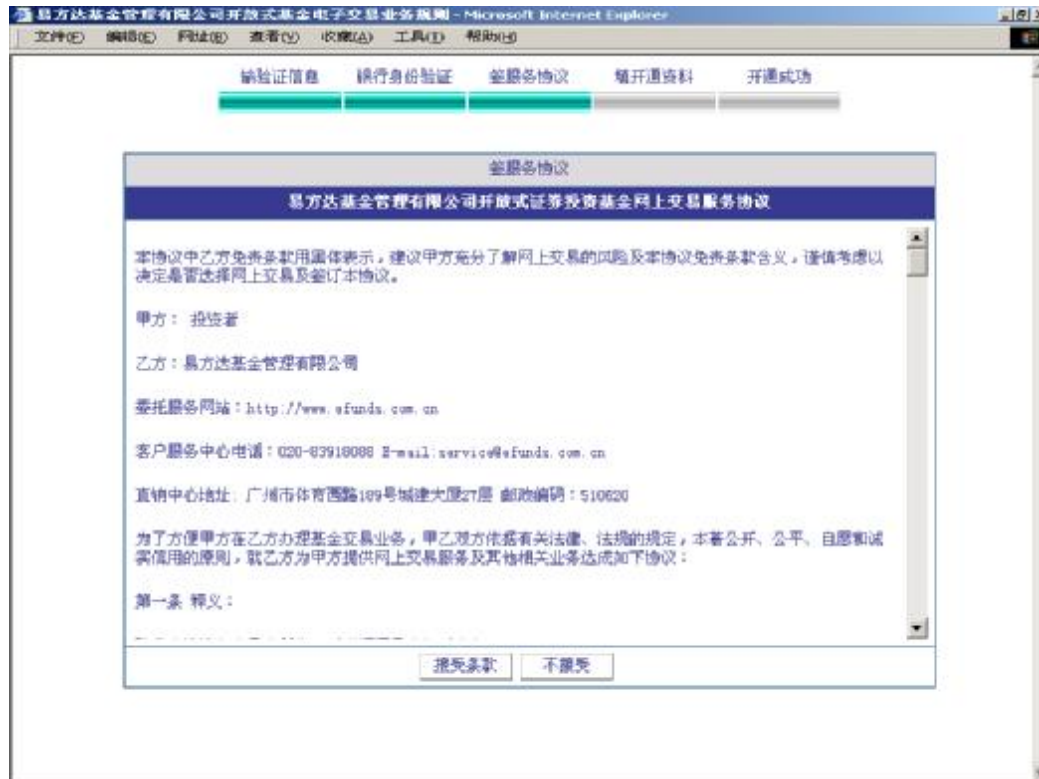 易方达基金管理有限公司开放式基金电子交易业务规则 - Microsoft Internet Explorer
文件(F) 编辑(E) 网址(B) 查看(V) 收藏(A) 工具(T) 帮助(H)
输验证信息 银行身份验证 签服务协议 填开通资料 开通成功
签服务协议
易方达基金管理有限公司开放式证券投资基金网上交易服务协议
本协议中乙方免责条款用黑体表示，建议甲方充分了解网上交易的风险及本协议免责条款含义，谨慎考虑以
决定是否选择网上交易及签订本协议。
甲方： 投资者
乙方：易方达基金管理有限公司
委托服务网站：http://www.efunds.com.cn
客户服务中心电话：020-83918088 E-mail:service@efunds.com.cn
直销中心地址: 广州市体育西路189号城建大厦27层 邮政编码：510620
为了方便甲方在乙方办理基金交易业务，甲乙双方依据有关法律、法规的规定，本着公开、公平、自愿和诚
实信用的原则，就乙方为甲方提供网上交易服务及其他相关业务达成如下协议：
第一条 释义：
接受条款 不接受